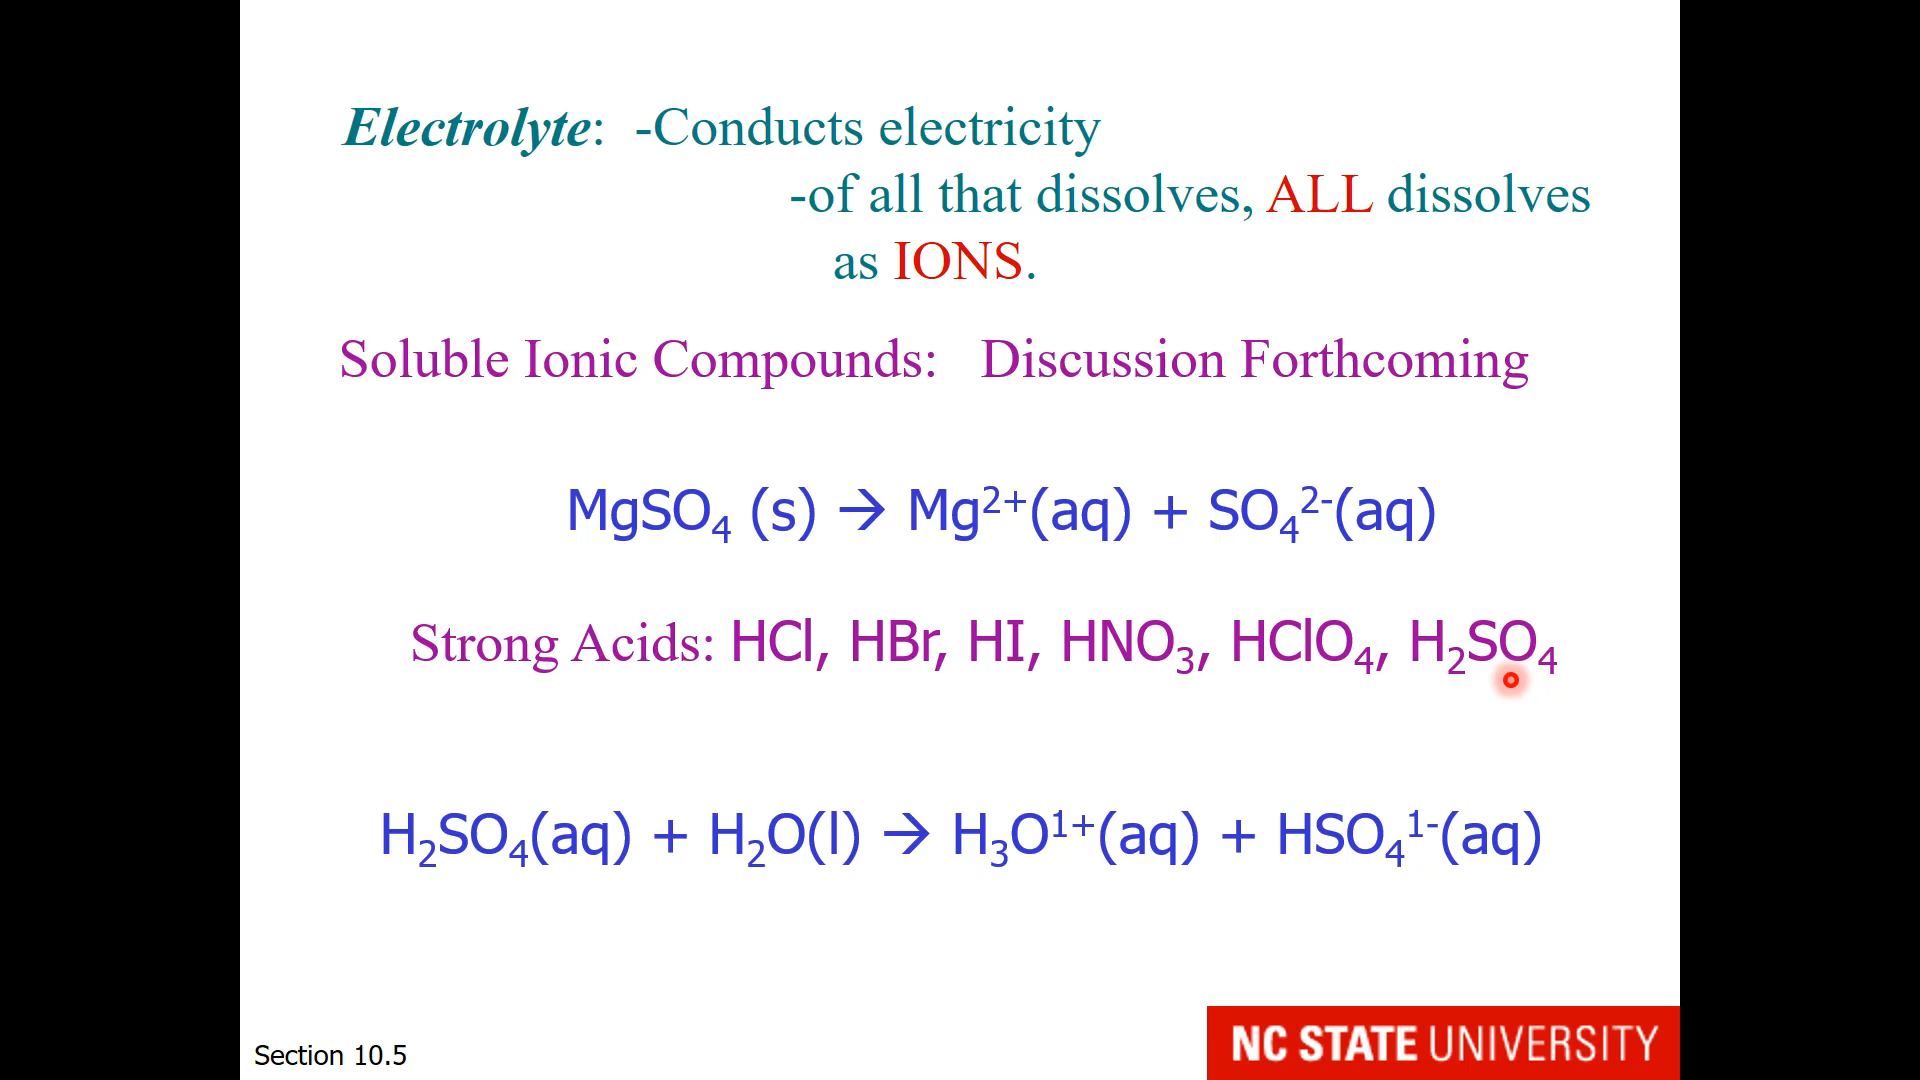 Electrolyte: -Conducts electricity
-of all that dissolves, ALL dissolves
as IONS.
Soluble Ionic Compounds: Discussion Forthcoming
MgSO₄ (s) → Mg²⁺(aq) + SO₄²⁻(aq)
Strong Acids: HCl, HBr, HI, HNO₃, HClO₄, H₂SO₄
H₂SO₄(aq) + H₂O(l) → H₃O¹⁺(aq) + HSO₄¹⁻(aq)
Section 10.5
NC STATE UNIVERSITY